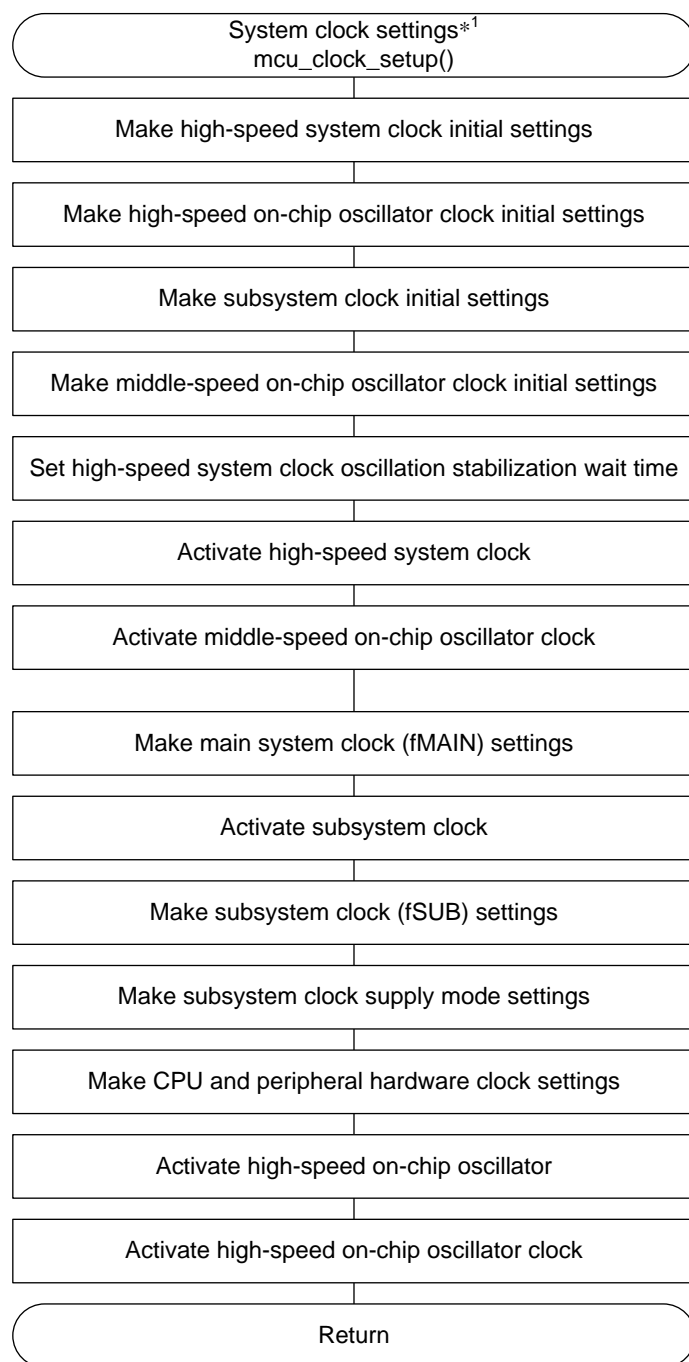 System clock settings*1
mcu_clock_setup()
Make high-speed system clock initial settings
Make high-speed on-chip oscillator clock initial settings
Make subsystem clock initial settings
Make middle-speed on-chip oscillator clock initial settings
Set high-speed system clock oscillation stabilization wait time
Activate high-speed system clock
Activate middle-speed on-chip oscillator clock
Make main system clock (fMAIN) settings
Activate subsystem clock
Make subsystem clock (fSUB) settings
Make subsystem clock supply mode settings
Make CPU and peripheral hardware clock settings
Activate high-speed on-chip oscillator
Activate high-speed on-chip oscillator clock
Return